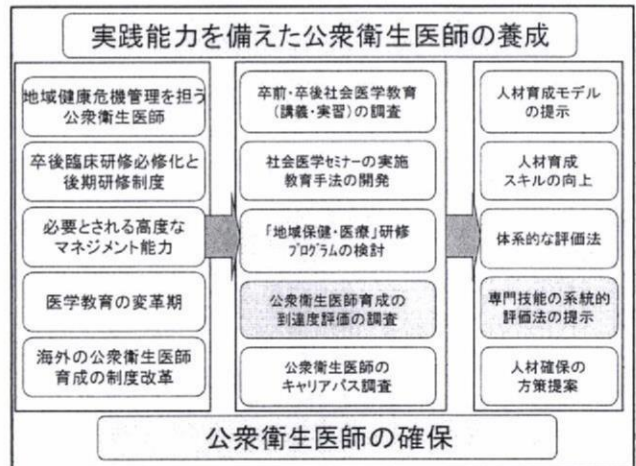 実践能力を備えた公衆衛生医師の養成
地域健康危機管理を担う
公衆衛生医師
卒後臨床研修必修化と
後期研修制度
必要とされる高度な
マネジメント能力
医学教育の変革期
海外の公衆衛生医師
育成の制度改革
卒前・卒後社会医学教育
(講義・実習)の調査
社会医学セミナーの実施
教育手法の開発
「地域保健・医療」研修
プログラムの検討
公衆衛生医師育成の
到達度評価の調査
公衆衛生医師の
キャリアパス調査
人材育成モデル
の提示
人材育成
スキルの向上
体系的な評価法
専門技能の系統的
評価法の提示
人材確保の
方策提案
公衆衛生医師の確保